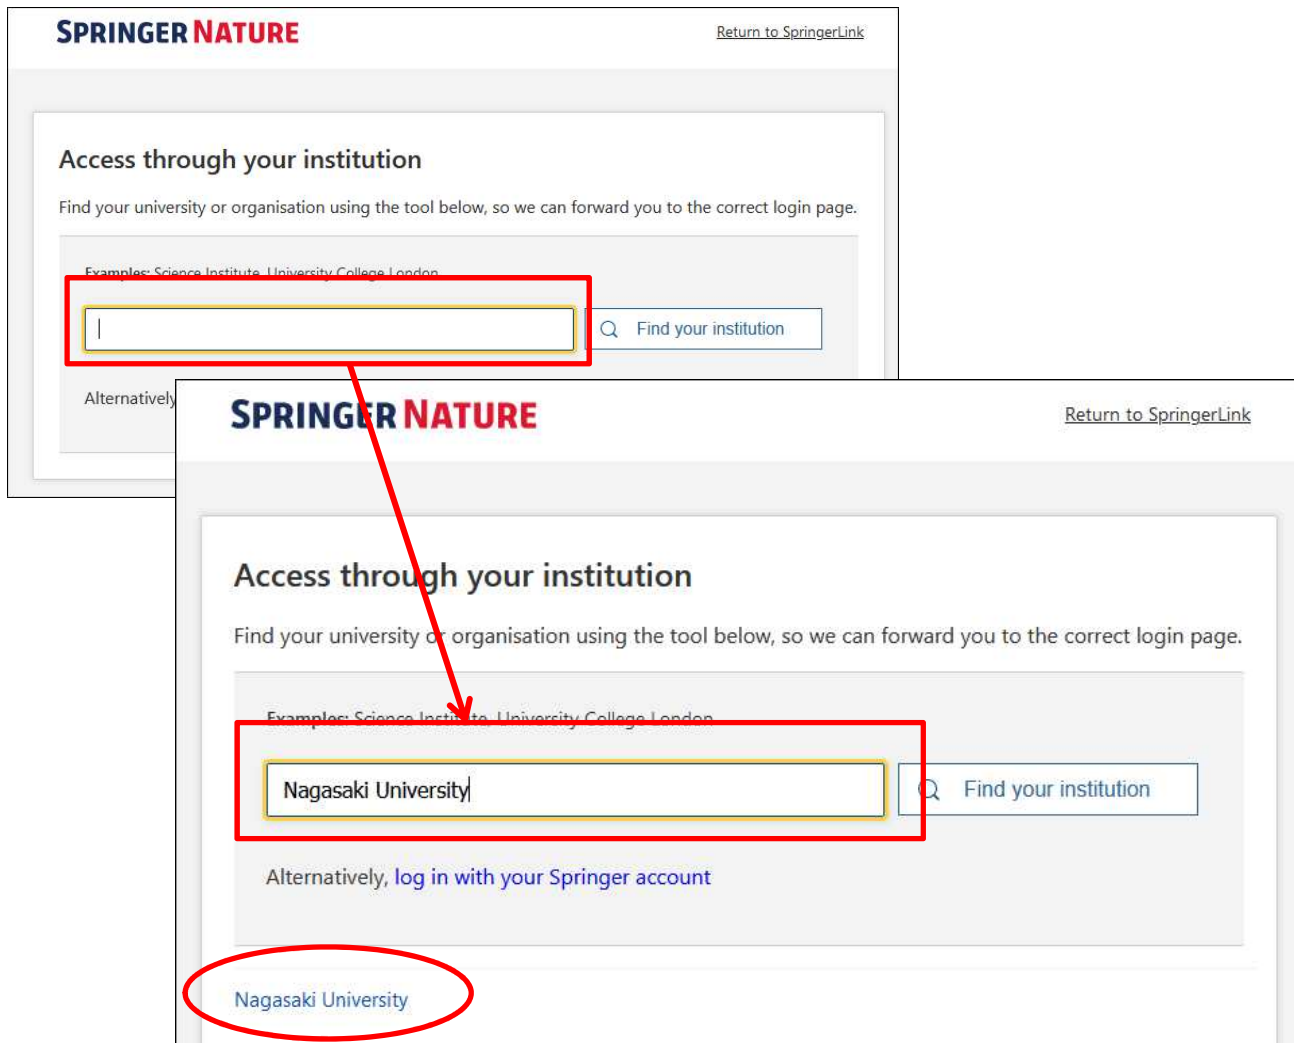 SPRINGER NATURE
Return to SpringerLink
Access through your institution
Find your university or organisation using the tool below, so we can forward you to the correct login page.
Examples: Science Institute, University College London
Find your institution
Alternatively
SPRINGER NATURE
Return to SpringerLink
Access through your institution
Find your university or organisation using the tool below, so we can forward you to the correct login page.
Examples: Science Institute, University College London
Nagasaki University
Find your institution
Alternatively, log in with your Springer account
Nagasaki University